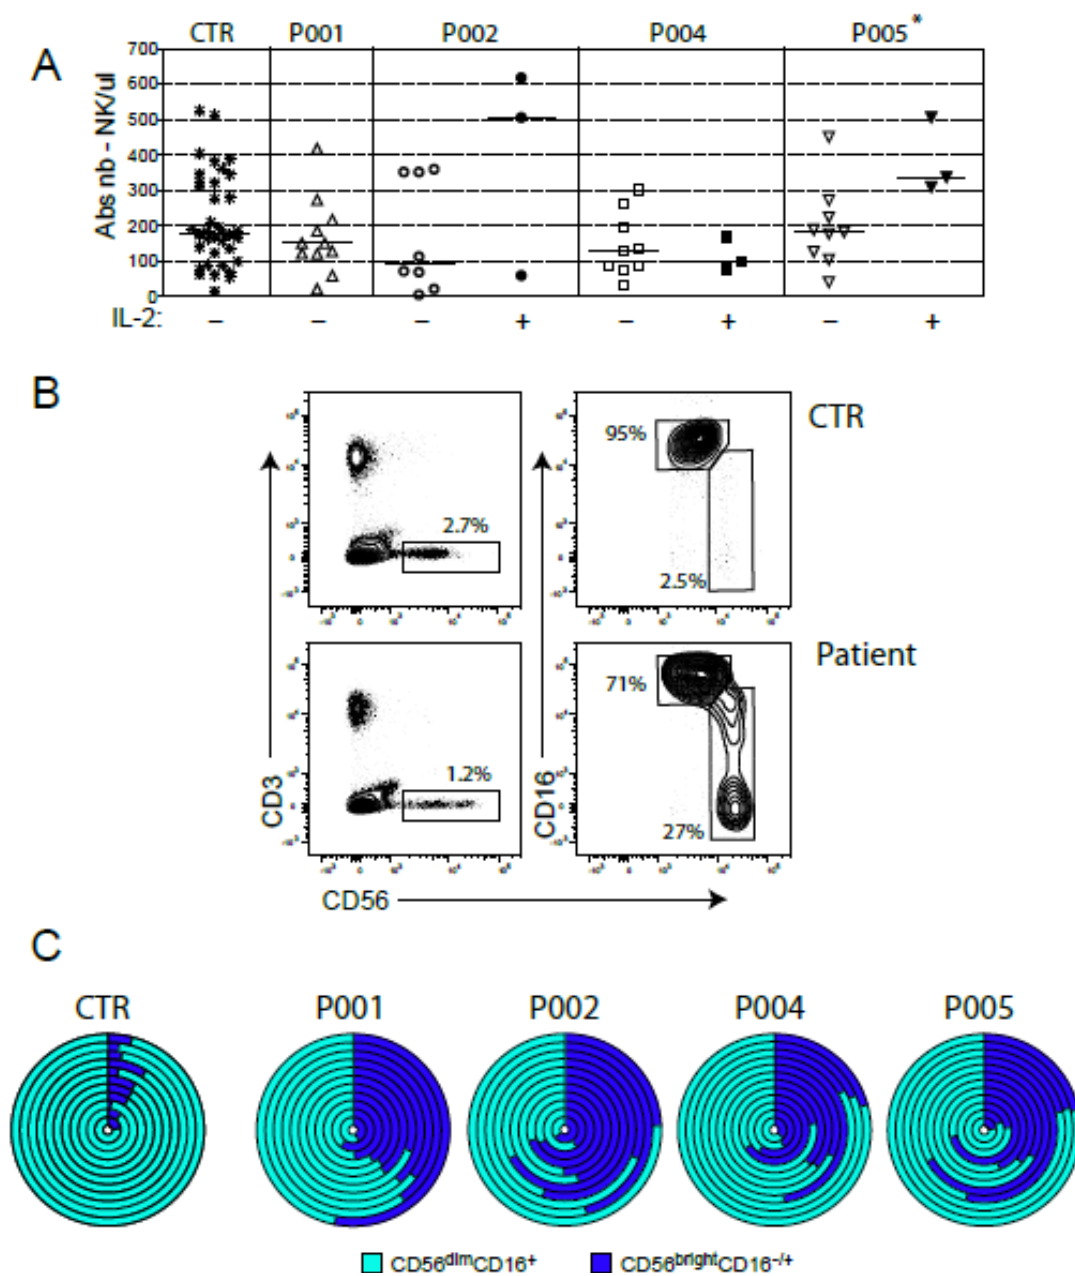 A
CTR P001 P002 P004 P005*
Abs nb - NK/ul
700
600
500
400
300
200
100
0
IL-2: – – – + – + – +
B
CTR
95%
2.7%
2.5%
Patient
71%
1.2%
27%
CD3
CD16
CD56
C
CTR P001 P002 P004 P005
CD56dimCD16+ CD56brightCD16-/+